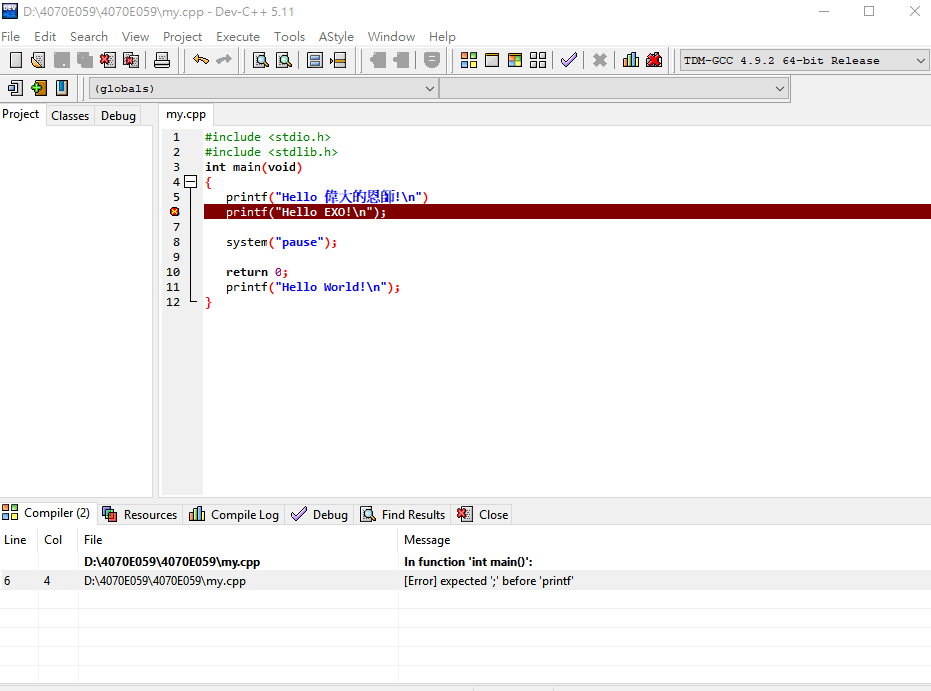 D:\4070E059\4070E059\my.cpp - Dev-C++ 5.11
File Edit Search View Project Execute Tools AStyle Window Help
TDM-GCC 4.9.2 64-bit Release
(globals)
Project Classes Debug
my.cpp
1 #include <stdio.h>
2 #include <stdlib.h>
3 int main(void)
4 {
5 printf("Hello 偉大的恩師!\n")
printf("Hello EXO!\n");
7
8 system("pause");
9
10 return 0;
11 printf("Hello World!\n");
12 }
Compiler (2) Resources Compile Log Debug Find Results Close
Line Col File Message
D:\4070E059\4070E059\my.cpp In function 'int main()':
6 4 D:\4070E059\4070E059\my.cpp [Error] expected ';' before 'printf'